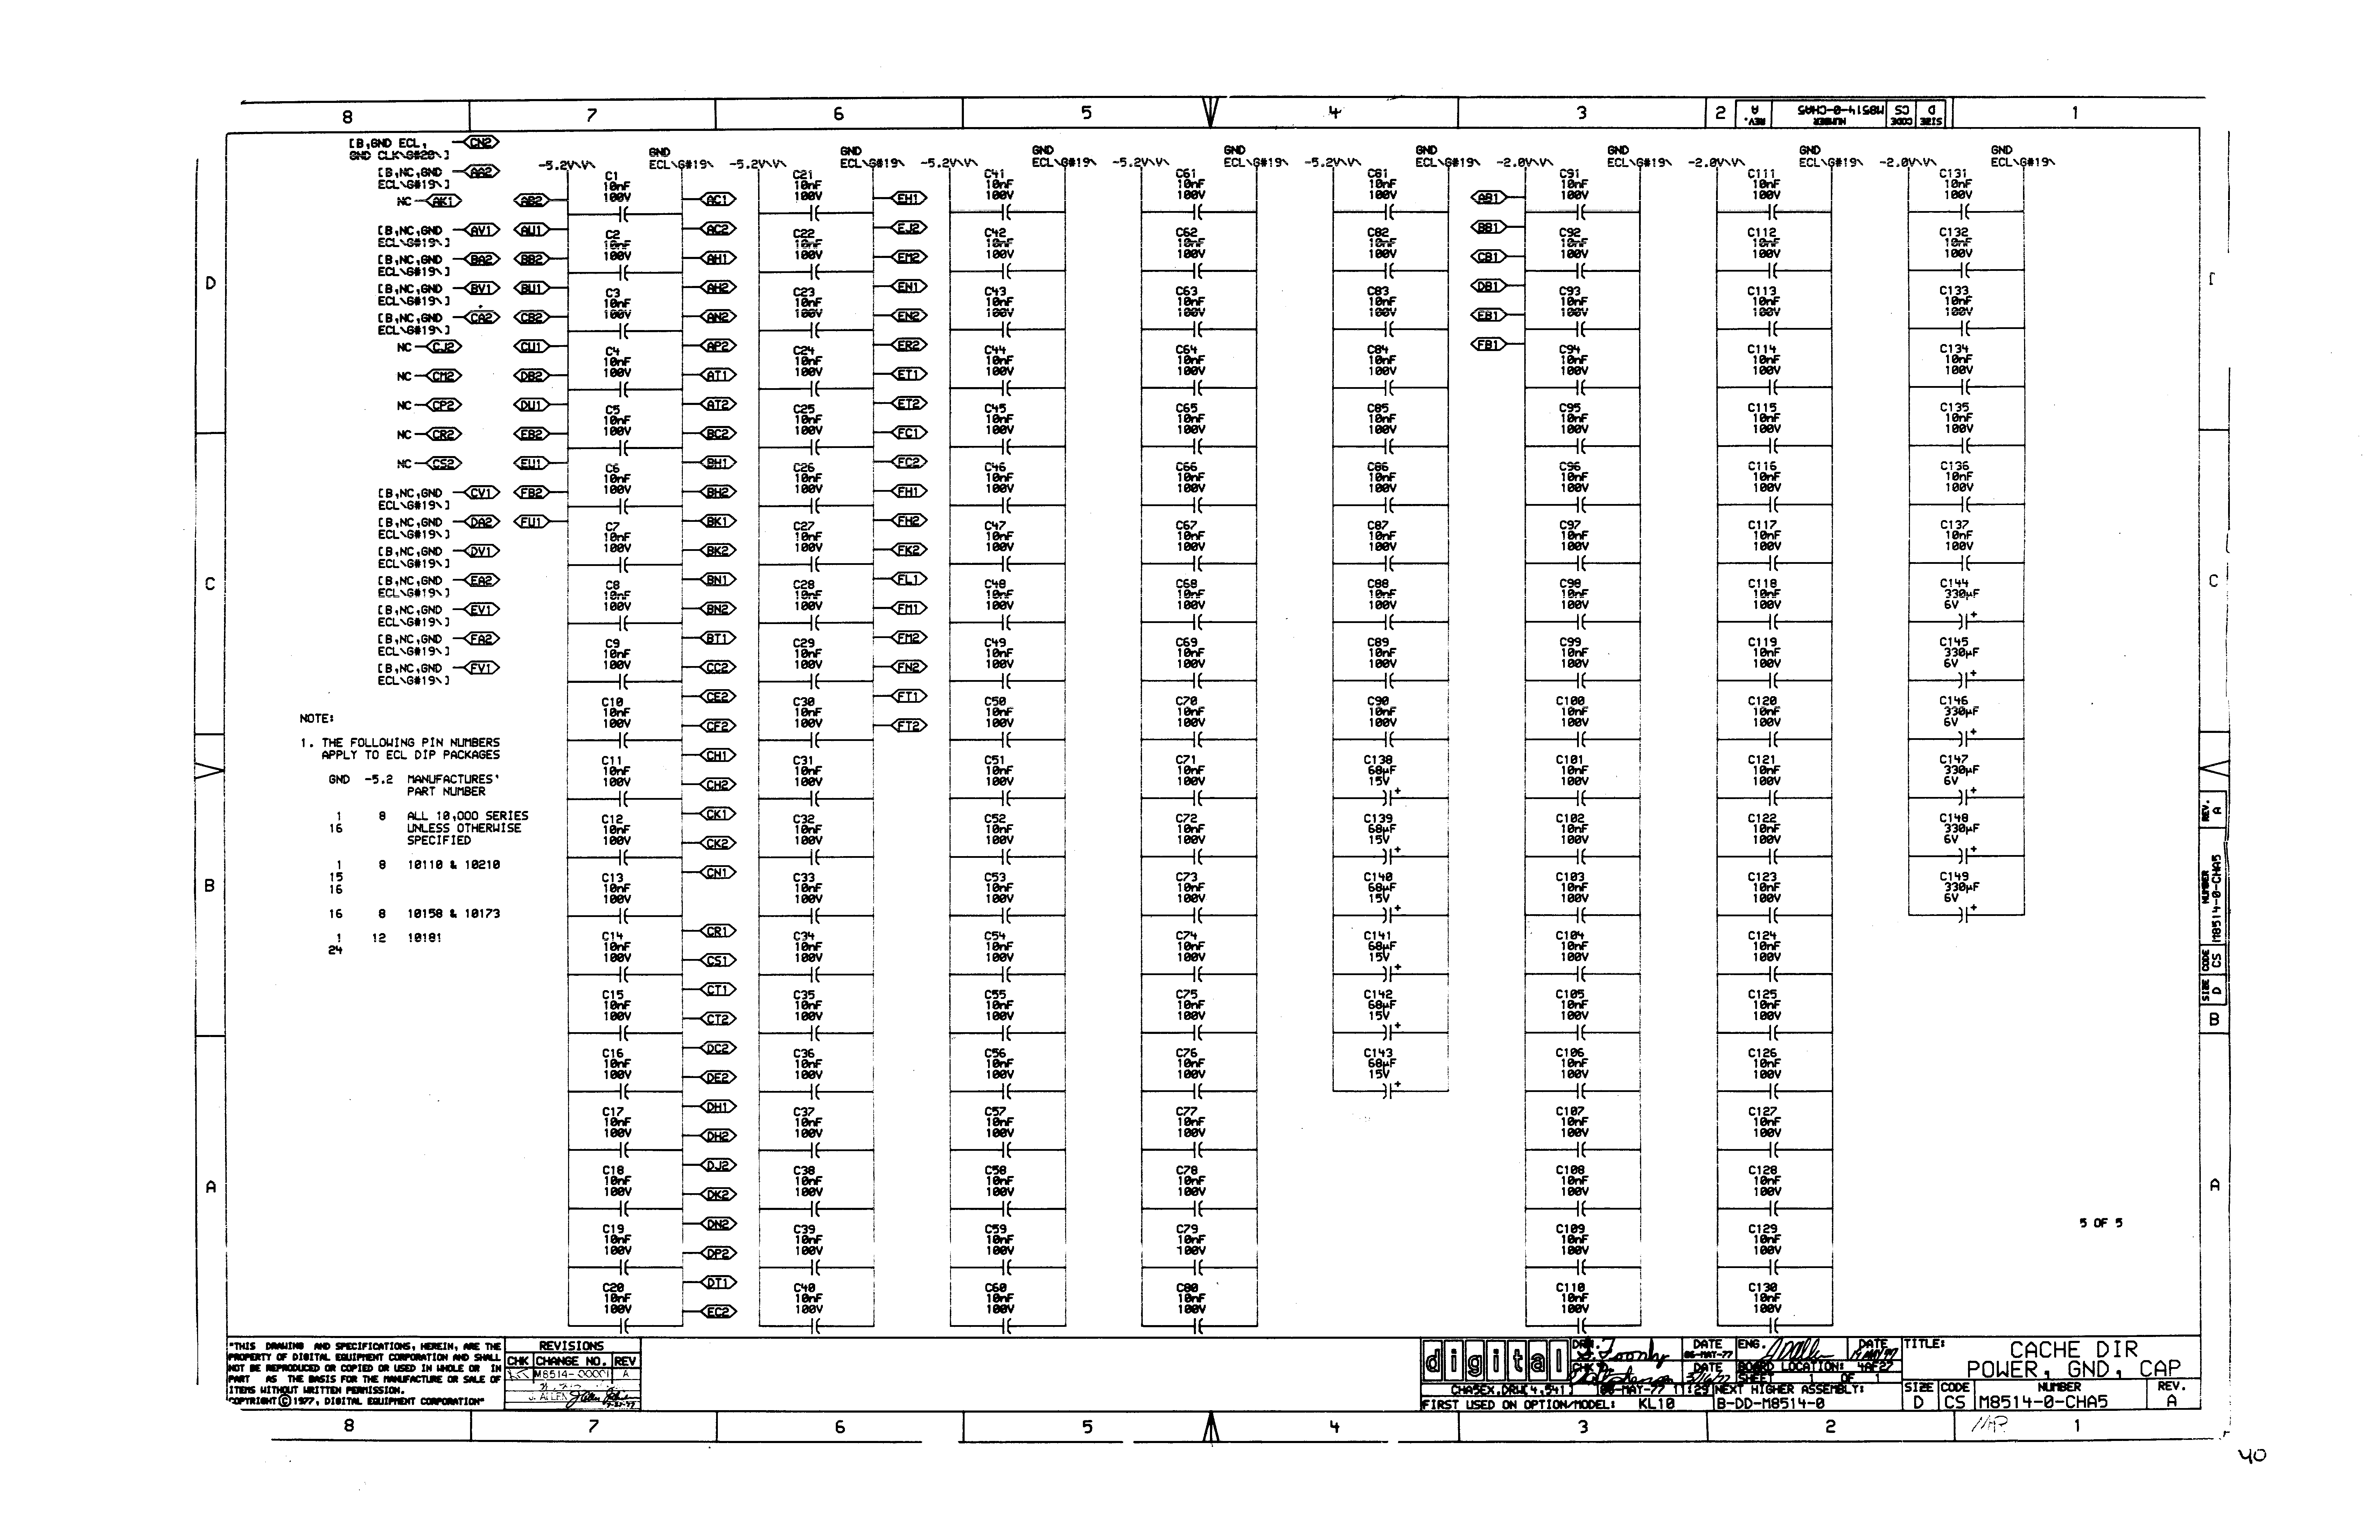 8 7 6 5 4 3 2 1
REV. A
NUMBER M8514-0-CHA5
CODE CS
SIZE D
[B,GND ECL,
GND CLK\G#20\] CN2
[B,NC,GND AA2
ECL\G#19\]
NC AK1
[B,NC,GND AV1
ECL\G#19\]
[B,NC,GND BA2
ECL\G#19\]
[B,NC,GND BV1
ECL\G#19\]
[B,NC,GND CA2
ECL\G#19\]
NC CJ2
NC CM2
NC CP2
NC CR2
NC CS2
[B,NC,GND CV1
ECL\G#19\]
[B,NC,GND DA2
ECL\G#19\]
[B,NC,GND DV1
ECL\G#19\]
[B,NC,GND EA2
ECL\G#19\]
[B,NC,GND EV1
ECL\G#19\]
[B,NC,GND FA2
ECL\G#19\]
[B,NC,GND FV1
ECL\G#19\]
NOTE:
1. THE FOLLOWING PIN NUMBERS
APPLY TO ECL DIP PACKAGES
GND -5.2 MANUFACTURES'
PART NUMBER
1 8 ALL 10,000 SERIES
16 UNLESS OTHERWISE
SPECIFIED
1 8 10110 & 10210
15
16
16 8 10158 & 10173
1 12 10181
24
AB2
AU1
BB2
BU1
CB2
CU1
DB2
DU1
EB2
EU1
FB2
FU1
-5.2V\V\
GND
ECL\G#19\
C1 10nF 100V
C2 10nF 100V
C3 10nF 100V
C4 10nF 100V
C5 10nF 100V
C6 10nF 100V
C7 10nF 100V
C8 10nF 100V
C9 10nF 100V
C10 10nF 100V
C11 10nF 100V
C12 10nF 100V
C13 10nF 100V
C14 10nF 100V
C15 10nF 100V
C16 10nF 100V
C17 10nF 100V
C18 10nF 100V
C19 10nF 100V
C20 10nF 100V
AC1
AC2
AH1
AH2
AN2
AP2
AT1
AT2
BC2
BH1
BH2
BK1
BK2
BN1
BN2
BT1
CC2
CE2
CF2
CH1
CH2
CK1
CK2
CN1
CR1
CS1
CT1
CT2
DC2
DE2
DH1
DH2
DJ2
DK2
DN2
DP2
DT1
EC2
-5.2V\V\
GND
ECL\G#19\
C21 10nF 100V
C22 10nF 100V
C23 10nF 100V
C24 10nF 100V
C25 10nF 100V
C26 10nF 100V
C27 10nF 100V
C28 10nF 100V
C29 10nF 100V
C30 10nF 100V
C31 10nF 100V
C32 10nF 100V
C33 10nF 100V
C34 10nF 100V
C35 10nF 100V
C36 10nF 100V
C37 10nF 100V
C38 10nF 100V
C39 10nF 100V
C40 10nF 100V
EH1
EJ2
EM2
EN1
EN2
ER2
ET1
ET2
FC1
FC2
FH1
FH2
FK2
FL1
FM1
FM2
FN2
FT1
FT2
-5.2V\V\
GND
ECL\G#19\
C41 10nF 100V
C42 10nF 100V
C43 10nF 100V
C44 10nF 100V
C45 10nF 100V
C46 10nF 100V
C47 10nF 100V
C48 10nF 100V
C49 10nF 100V
C50 10nF 100V
C51 10nF 100V
C52 10nF 100V
C53 10nF 100V
C54 10nF 100V
C55 10nF 100V
C56 10nF 100V
C57 10nF 100V
C58 10nF 100V
C59 10nF 100V
C60 10nF 100V
-5.2V\V\
GND
ECL\G#19\
C61 10nF 100V
C62 10nF 100V
C63 10nF 100V
C64 10nF 100V
C65 10nF 100V
C66 10nF 100V
C67 10nF 100V
C68 10nF 100V
C69 10nF 100V
C70 10nF 100V
C71 10nF 100V
C72 10nF 100V
C73 10nF 100V
C74 10nF 100V
C75 10nF 100V
C76 10nF 100V
C77 10nF 100V
C78 10nF 100V
C79 10nF 100V
C80 10nF 100V
-5.2V\V\
GND
ECL\G#19\
C81 10nF 100V
C82 10nF 100V
C83 10nF 100V
C84 10nF 100V
C85 10nF 100V
C86 10nF 100V
C87 10nF 100V
C88 10nF 100V
C89 10nF 100V
C90 10nF 100V
C138 68µF 15V +
C139 68µF 15V +
C140 68µF 15V +
C141 68µF 15V +
C142 68µF 15V +
C143 68µF 15V +
AB1
BB1
CB1
DB1
EB1
FB1
-2.0V\V\
GND
ECL\G#19\
C91 10nF 100V
C92 10nF 100V
C93 10nF 100V
C94 10nF 100V
C95 10nF 100V
C96 10nF 100V
C97 10nF 100V
C98 10nF 100V
C99 10nF 100V
C100 10nF 100V
C101 10nF 100V
C102 10nF 100V
C103 10nF 100V
C104 10nF 100V
C105 10nF 100V
C106 10nF 100V
C107 10nF 100V
C108 10nF 100V
C109 10nF 100V
C110 10nF 100V
-2.0V\V\
GND
ECL\G#19\
C111 10nF 100V
C112 10nF 100V
C113 10nF 100V
C114 10nF 100V
C115 10nF 100V
C116 10nF 100V
C117 10nF 100V
C118 10nF 100V
C119 10nF 100V
C120 10nF 100V
C121 10nF 100V
C122 10nF 100V
C123 10nF 100V
C124 10nF 100V
C125 10nF 100V
C126 10nF 100V
C127 10nF 100V
C128 10nF 100V
C129 10nF 100V
C130 10nF 100V
-2.0V\V\
GND
ECL\G#19\
C131 10nF 100V
C132 10nF 100V
C133 10nF 100V
C134 10nF 100V
C135 10nF 100V
C136 10nF 100V
C137 10nF 100V
C144 330µF 6V +
C145 330µF 6V +
C146 330µF 6V +
C147 330µF 6V +
C148 330µF 6V +
C149 330µF 6V +
D
C
B
A
C
B
A
REV. A
NUMBER M8514-0-CHA5
CODE CS
SIZE D
5 OF 5
"THIS DRAWING AND SPECIFICATIONS, HEREIN, ARE THE
PROPERTY OF DIGITAL EQUIPMENT CORPORATION AND SHALL
NOT BE REPRODUCED OR COPIED OR USED IN WHOLE OR IN
PART AS THE BASIS FOR THE MANUFACTURE OR SALE OF
ITEMS WITHOUT WRITTEN PERMISSION.
COPYRIGHT © 1977, DIGITAL EQUIPMENT CORPORATION"
REVISIONS
CHK CHANGE NO. REV
M8514-00001 A
J. ALLEN
digital
DRN.
DATE
06-MAY-77
ENG.
DATE
CHK'D
DATE
BOARD LOCATION: 4AF27
SHEET 1 OF 1
CHA5EX.DRW[4,541] 06-MAY-77 11:29
NEXT HIGHER ASSEMBLY:
FIRST USED ON OPTION/MODEL: KL10
B-DD-M8514-0
TITLE: CACHE DIR
POWER, GND, CAP
SIZE CODE NUMBER REV.
D CS M8514-0-CHA5 A
8 7 6 5 4 3 2 1
40